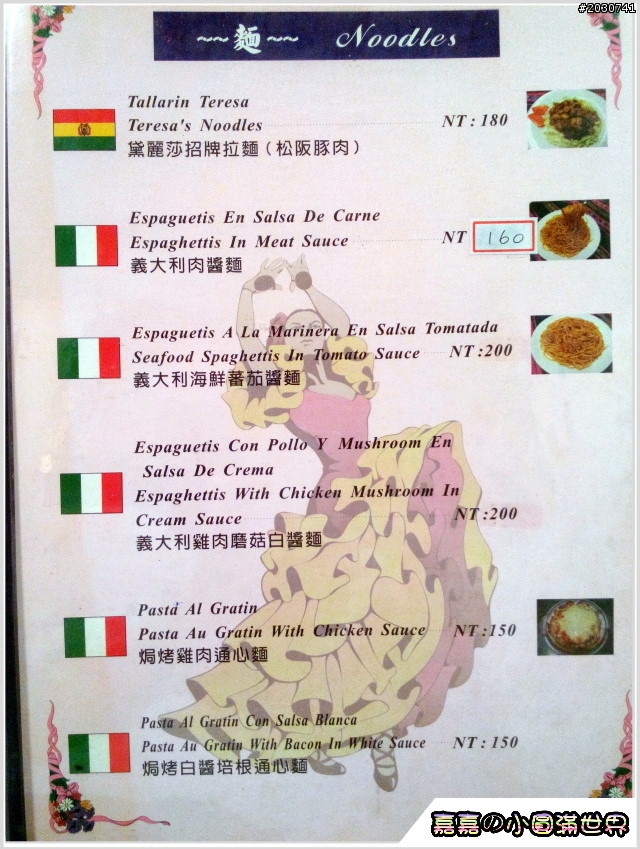 #2030741
~~麵~~ Noodles
Tallarin Teresa
Teresa's Noodles NT:180
黛麗莎招牌拉麵(松阪豚肉)
Espaguetis En Salsa De Carne
Espaghettis In Meat Sauce NT 160
義大利肉醬麵
Espaguetis A La Marinera En Salsa Tomatada
Seafood Spaghettis In Tomato Sauce NT:200
義大利海鮮蕃茄醬麵
Espaguetis Con Pollo Y Mushroom En
Salsa De Crema
Espaghettis With Chicken Mushroom In
Cream Sauce NT:200
義大利雞肉磨菇白醬麵
Pasta Al Gratin
Pasta Au Gratin With Chicken Sauce NT:150
焗烤雞肉通心麵
Pasta Al Gratin Con Salsa Blanca
Pasta Au Gratin With Bacon In White Sauce NT:150
焗烤白醬培根通心麵
嘉嘉の小圓滿世界